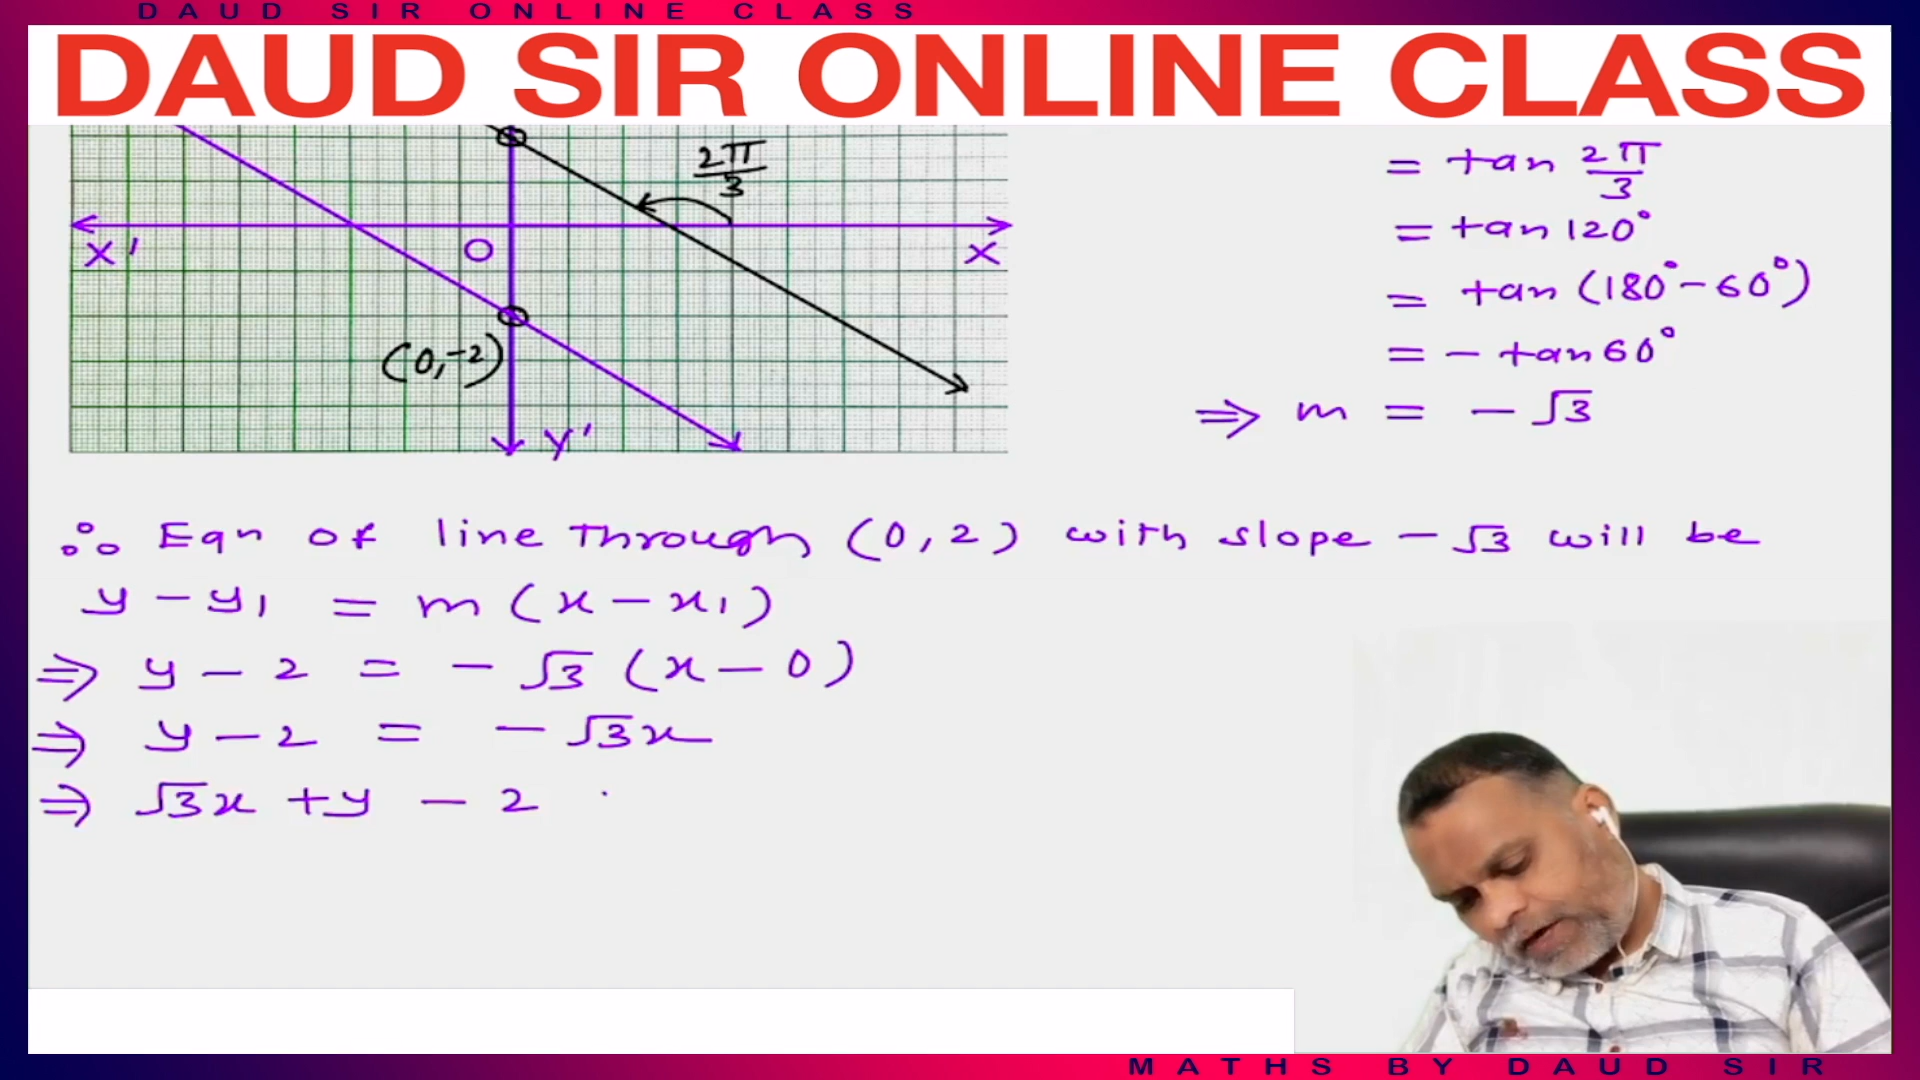 DAUD SIR ONLINE CLASS
DAUD SIR ONLINE CLASS
2π/3
X'
O
X
(0,-2)
Y'
= tan 2π/3
= tan 120°
= tan (180° - 60°)
= - tan 60°
⇒ m = - √3
∴ Eqn of line through (0, 2) with slope - √3 will be
y - y₁ = m (x - x₁)
⇒ y - 2 = - √3 (x - 0)
⇒ y - 2 = - √3x
⇒ √3x + y - 2
MATHS BY DAUD SIR